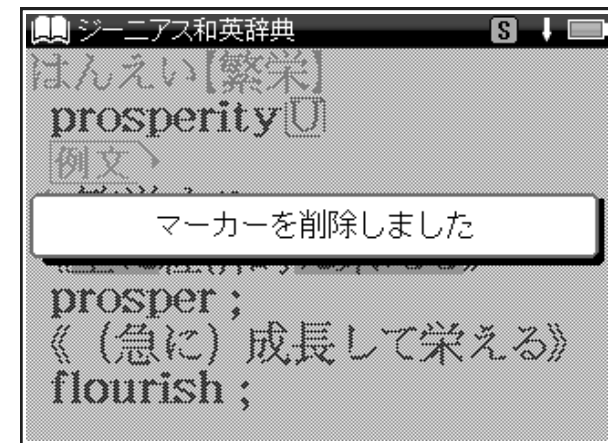 ジーニアス和英辞典 S
はんえい【繁栄】
prosperity U
例文
マーカーを削除しました
prosper ;
《(急に) 成長して栄える》
flourish ;